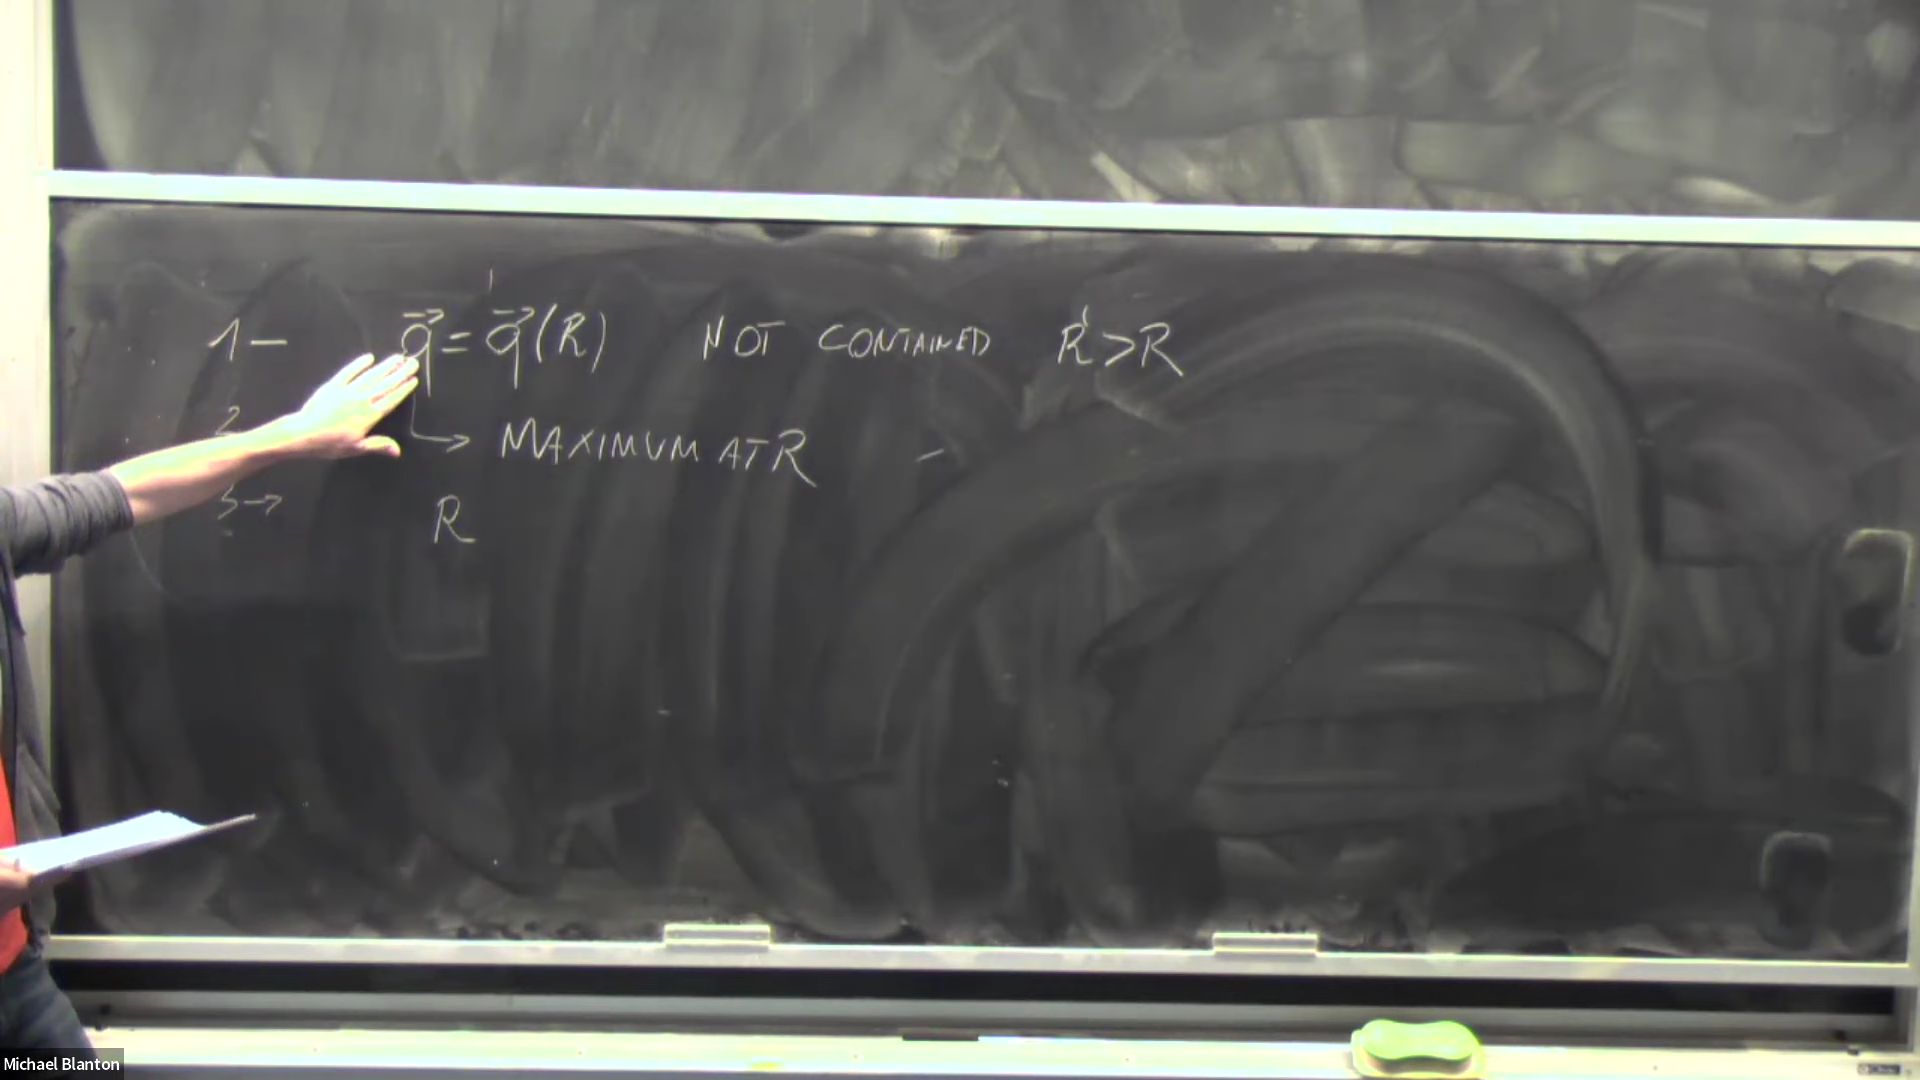 1 — q⃗ = q⃗(R) NOT CONTAINED R' > R
2
↳ MAXIMUM AT R
3 → R
Michael Blanton